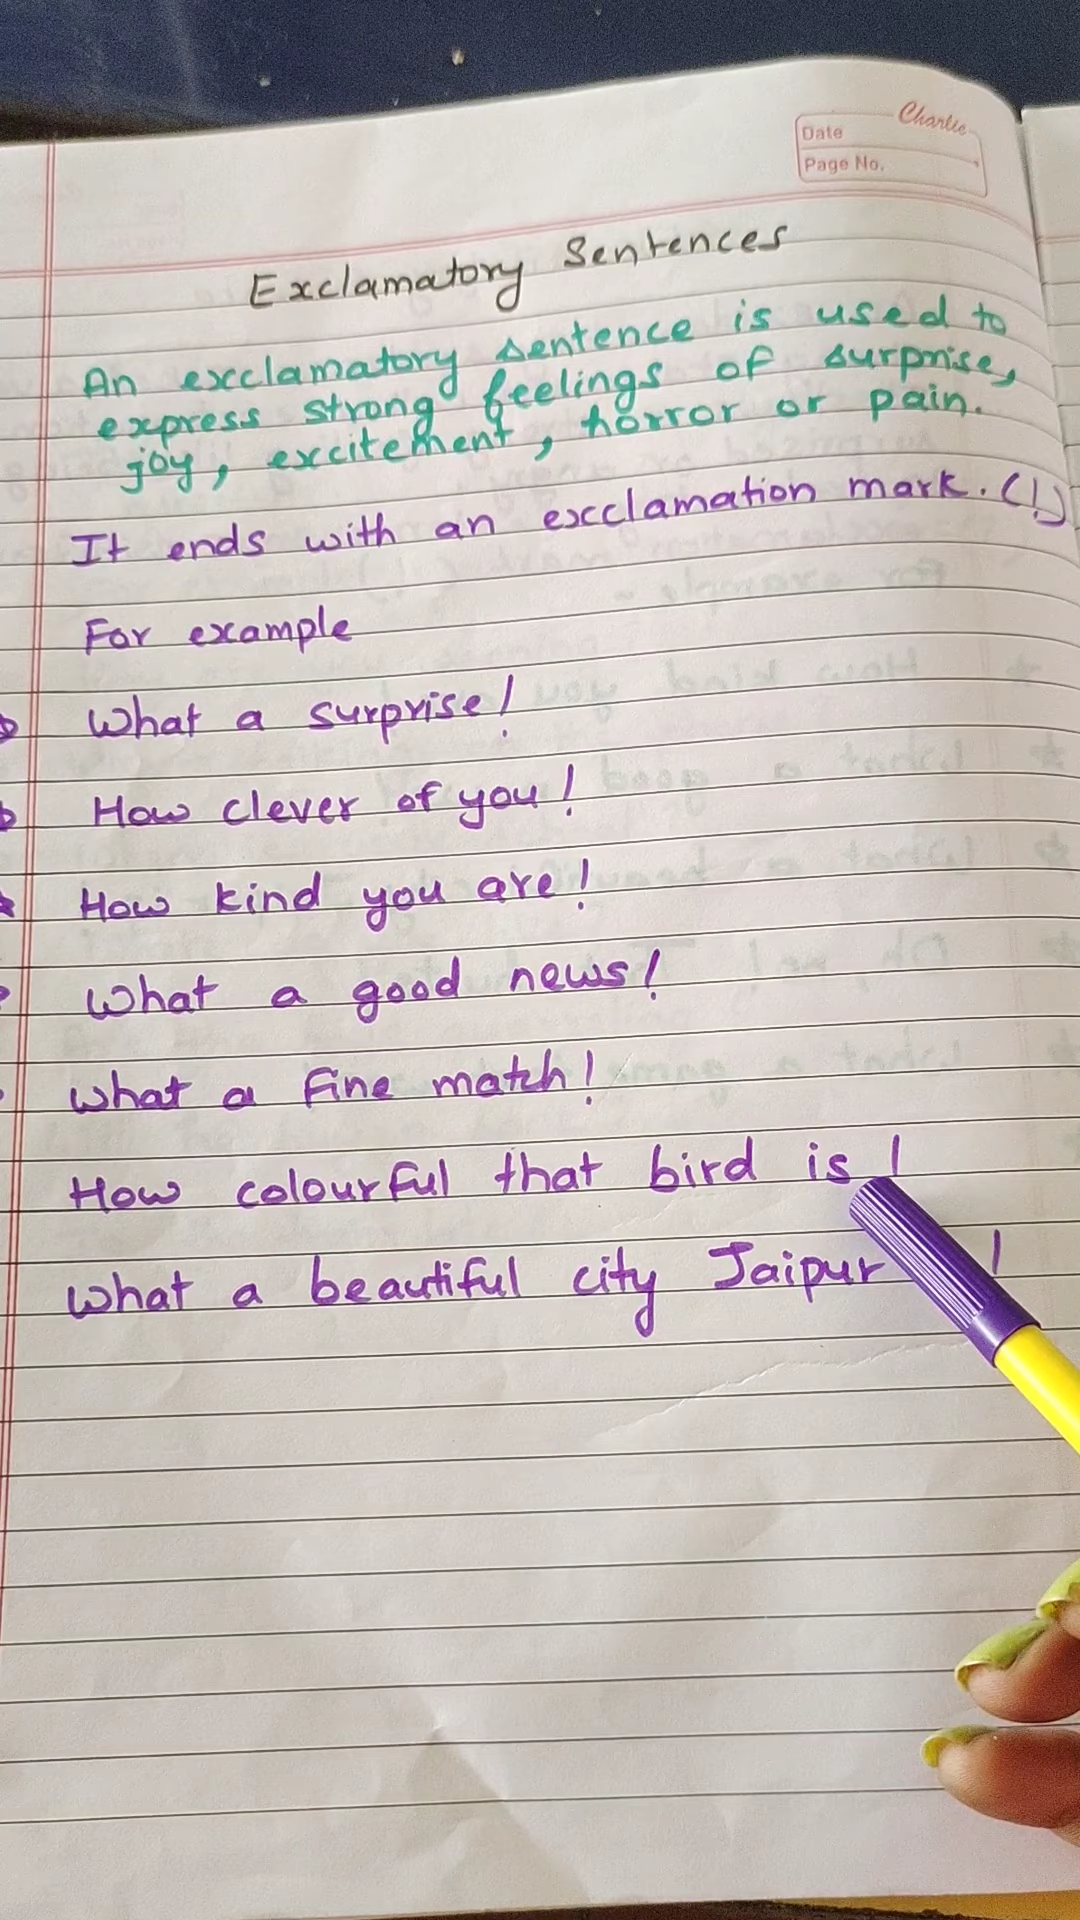 Charlie
Date
Page No.
Exclamatory Sentences
An exclamatory sentence is used to
express strong feelings of surprise,
joy, excitement, horror or pain.
It ends with an exclamation mark. (!)
For example
What a surprise!
How clever of you!
How kind you are!
What a good news!
What a fine match!
How colourful that bird is!
What a beautiful city Jaipur !